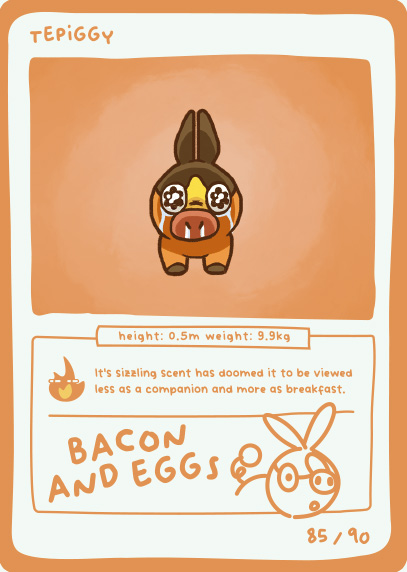 TEPiGGY
height: 0.5m weight: 9.9kg
It's sizzling scent has doomed it to be viewed
less as a companion and more as breakfast.
BACON
AND EGGS
85 / 90